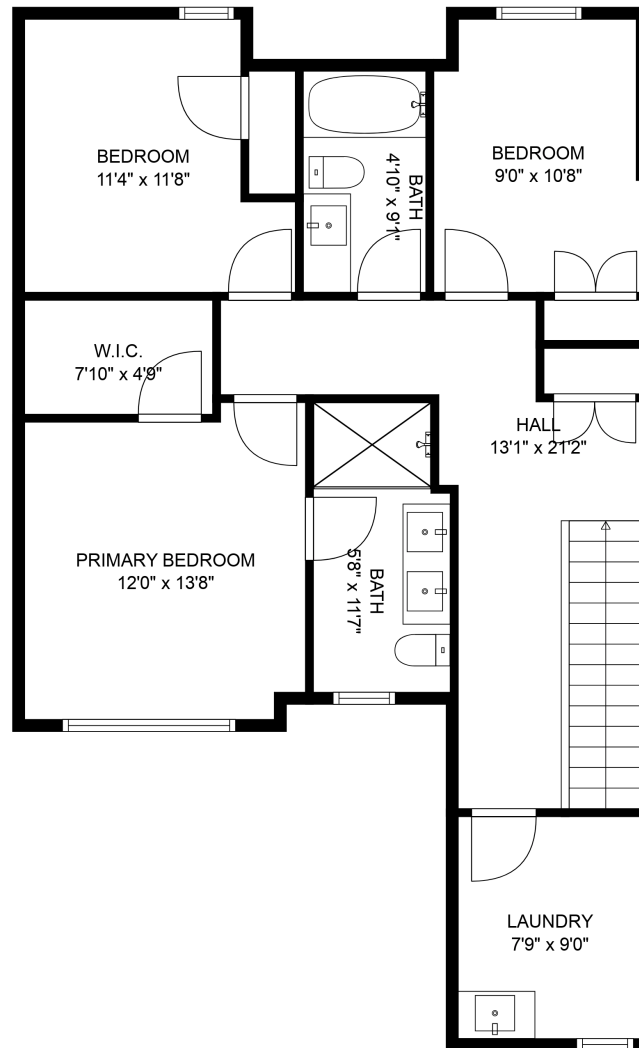 BEDROOM
11'4" x 11'8"
BATH
4'10" x 9'1"
BEDROOM
9'0" x 10'8"
W.I.C.
7'10" x 4'9"
HALL
13'1" x 21'2"
PRIMARY BEDROOM
12'0" x 13'8"
BATH
5'8" x 11'7"
LAUNDRY
7'9" x 9'0"